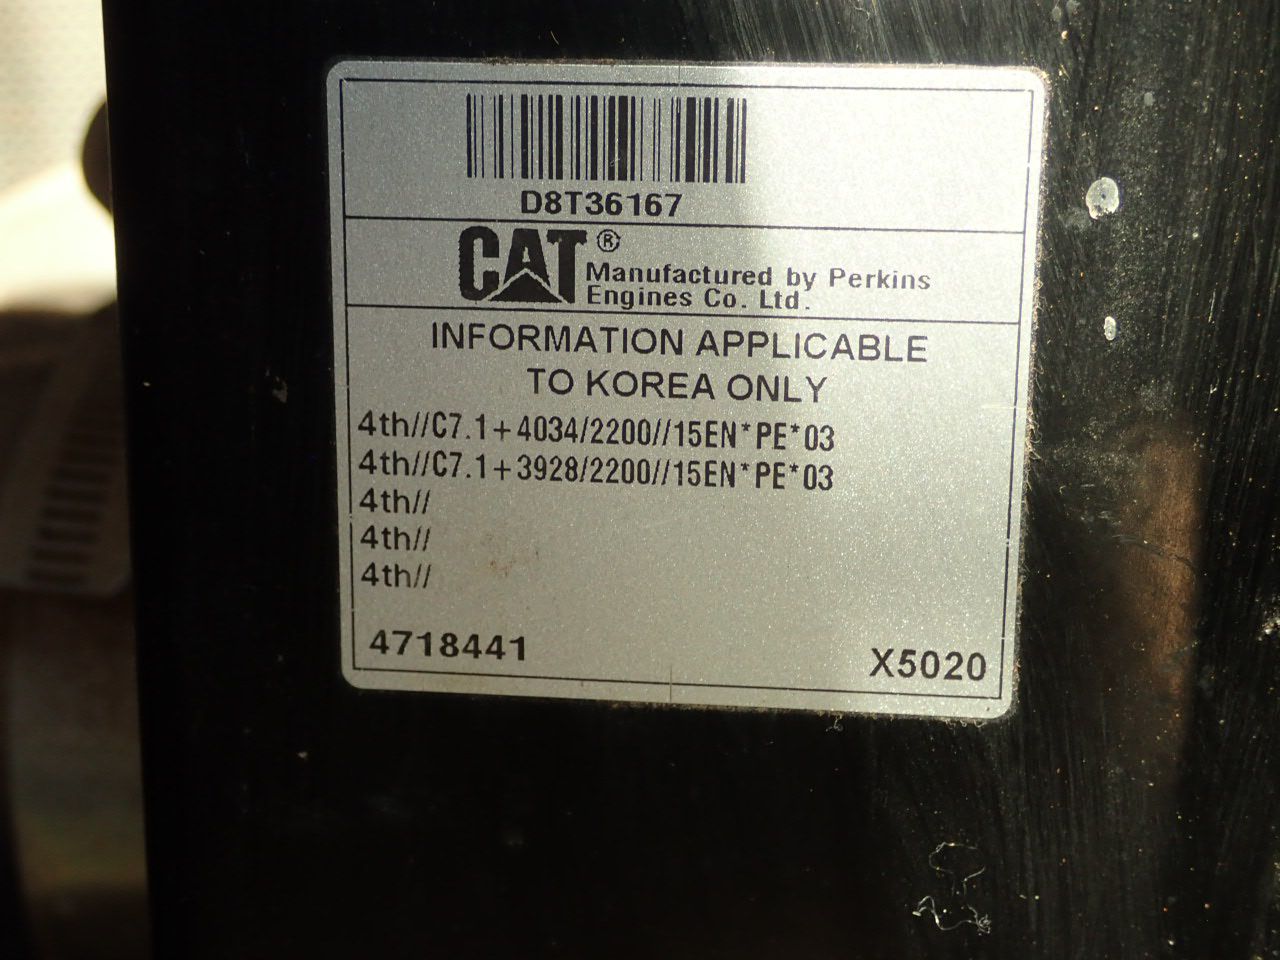 D8T36167
CAT®
Manufactured by Perkins
Engines Co. Ltd.
INFORMATION APPLICABLE
TO KOREA ONLY
4th//C7.1+4034/2200//15EN*PE*03
4th//C7.1+3928/2200//15EN*PE*03
4th//
4th//
4th//
4718441
X5020